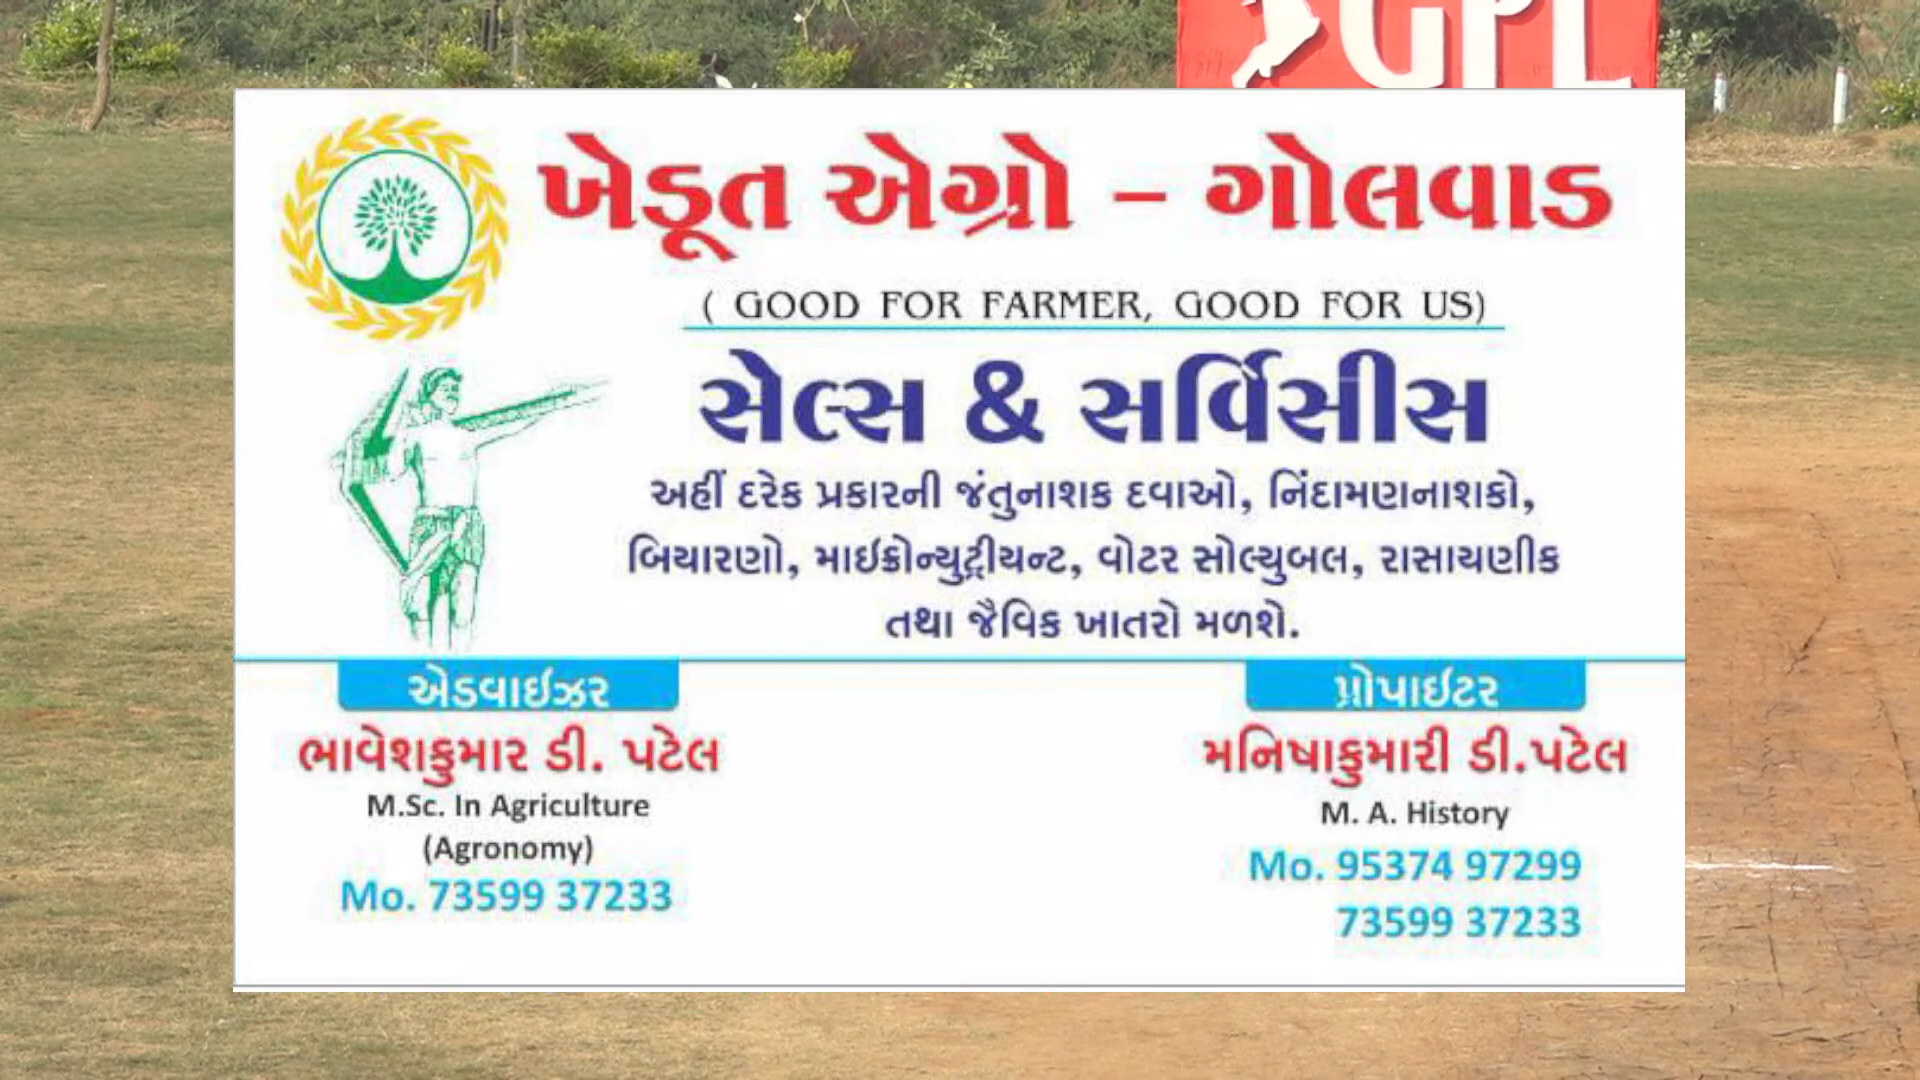 GPL
ખેડૂત એગ્રો – ગોલવાડ
( GOOD FOR FARMER, GOOD FOR US)
સેલ્સ & સર્વિસીસ
અહીં દરેક પ્રકારની જંતુનાશક દવાઓ, નિંદામણનાશકો,
બિયારણો, માઈક્રોન્યુટ્રીયન્ટ, વોટર સોલ્યુબલ, રાસાયણીક
તથા જૈવિક ખાતરો મળશે.
એડવાઈઝર
ભાવેશકુમાર ડી. પટેલ
M.Sc. In Agriculture
(Agronomy)
Mo. 73599 37233
પ્રોપાઈટર
મનિષાકુમારી ડી.પટેલ
M. A. History
Mo. 95374 97299
73599 37233